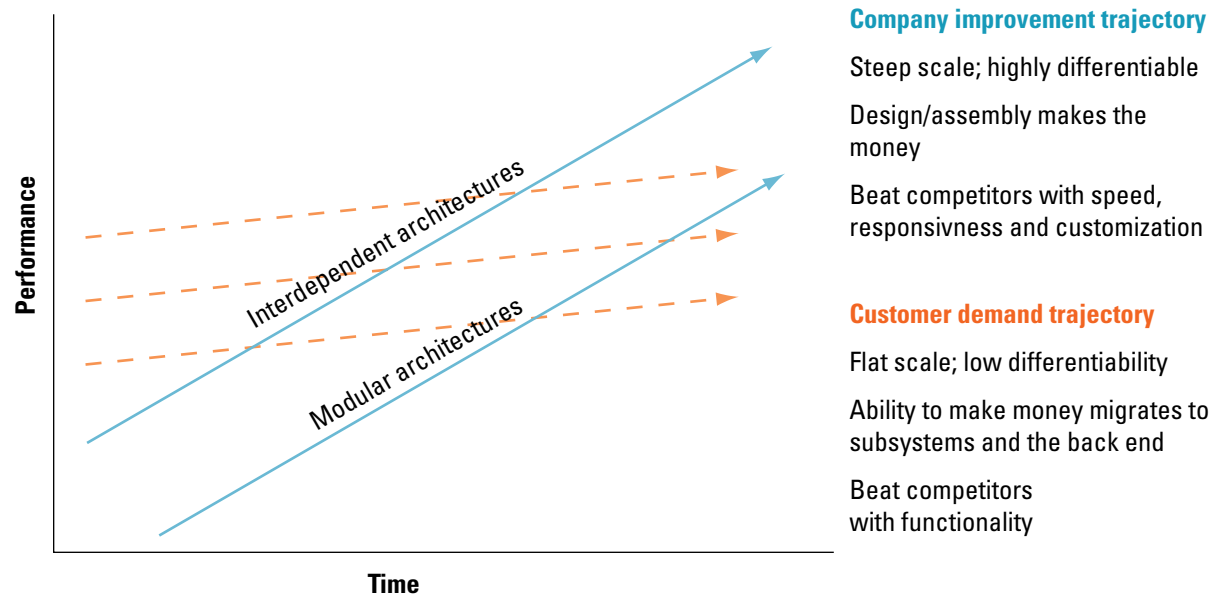 Performance
Interdependent architectures
Modular architectures
Time
Company improvement trajectory
Steep scale; highly differentiable
Design/assembly makes the
money
Beat competitors with speed,
responsivness and customization
Customer demand trajectory
Flat scale; low differentiability
Ability to make money migrates to
subsystems and the back end
Beat competitors
with functionality